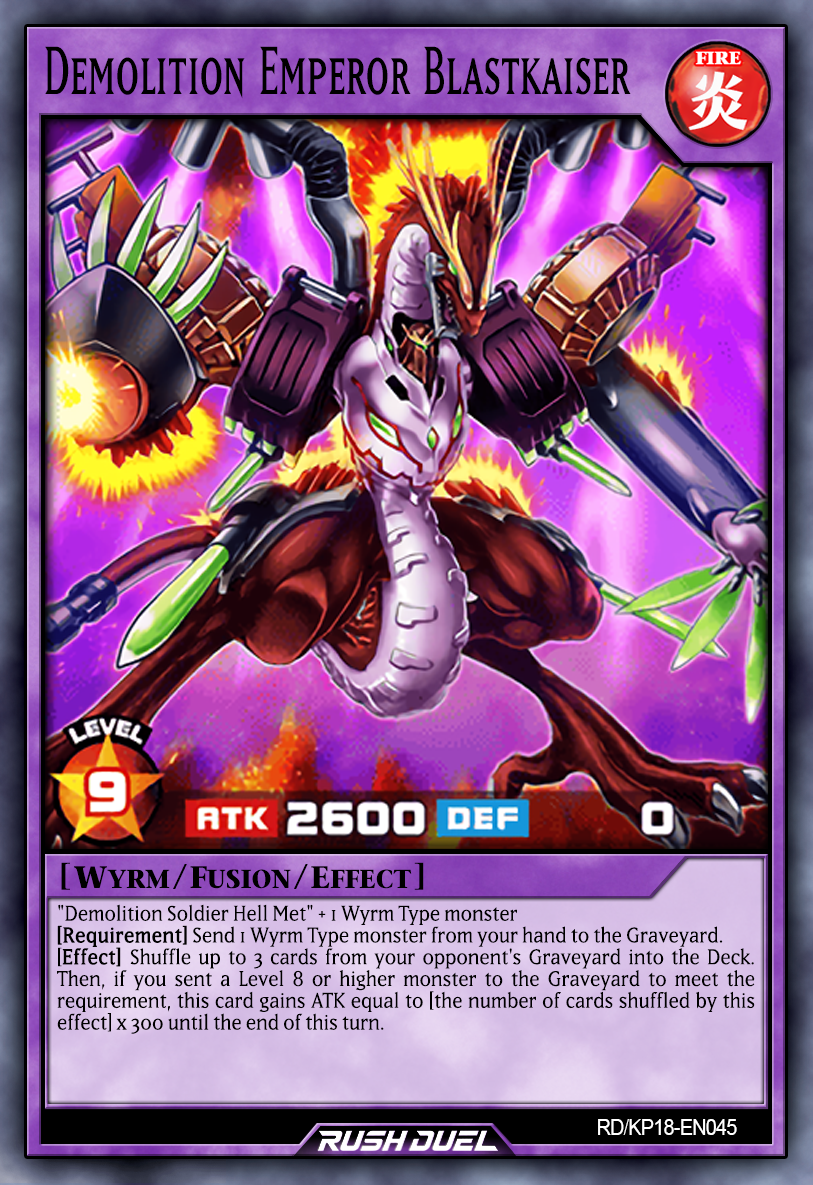 Demolition Emperor Blastkaiser
FIRE
炎
LEVEL
9
ATK 2600 DEF 0
[Wyrm/Fusion/Effect]
"Demolition Soldier Hell Met" + 1 Wyrm Type monster
[Requirement] Send 1 Wyrm Type monster from your hand to the Graveyard.
[Effect] Shuffle up to 3 cards from your opponent's Graveyard into the Deck.
Then, if you sent a Level 8 or higher monster to the Graveyard to meet the
requirement, this card gains ATK equal to [the number of cards shuffled by this
effect] x 300 until the end of this turn.
RD/KP18-EN045
RUSH DUEL